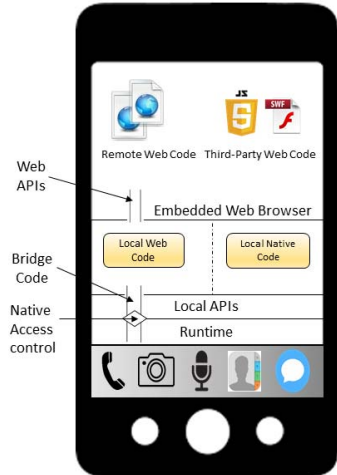 JS
SWF
Remote Web Code
Third-Party Web Code
Web
APIs
Embedded Web Browser
Local Web
Code
Local Native
Code
Bridge
Code
Local APIs
Native
Access
control
Runtime